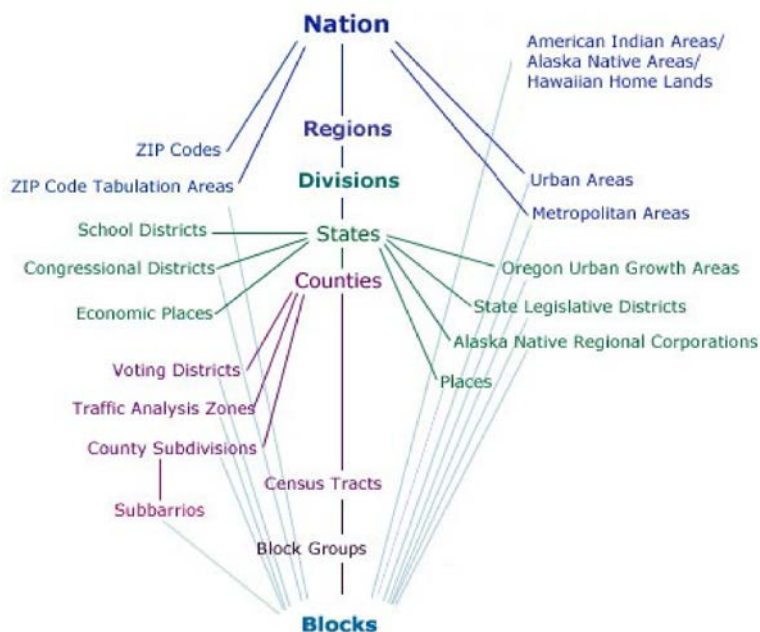 Nation
American Indian Areas/
Alaska Native Areas/
Hawaiian Home Lands
Regions
ZIP Codes
Divisions
ZIP Code Tabulation Areas
Urban Areas
Metropolitan Areas
School Districts
States
Congressional Districts
Oregon Urban Growth Areas
Counties
Economic Places
State Legislative Districts
Alaska Native Regional Corporations
Voting Districts
Places
Traffic Analysis Zones
County Subdivisions
Census Tracts
Subbarrios
Block Groups
Blocks